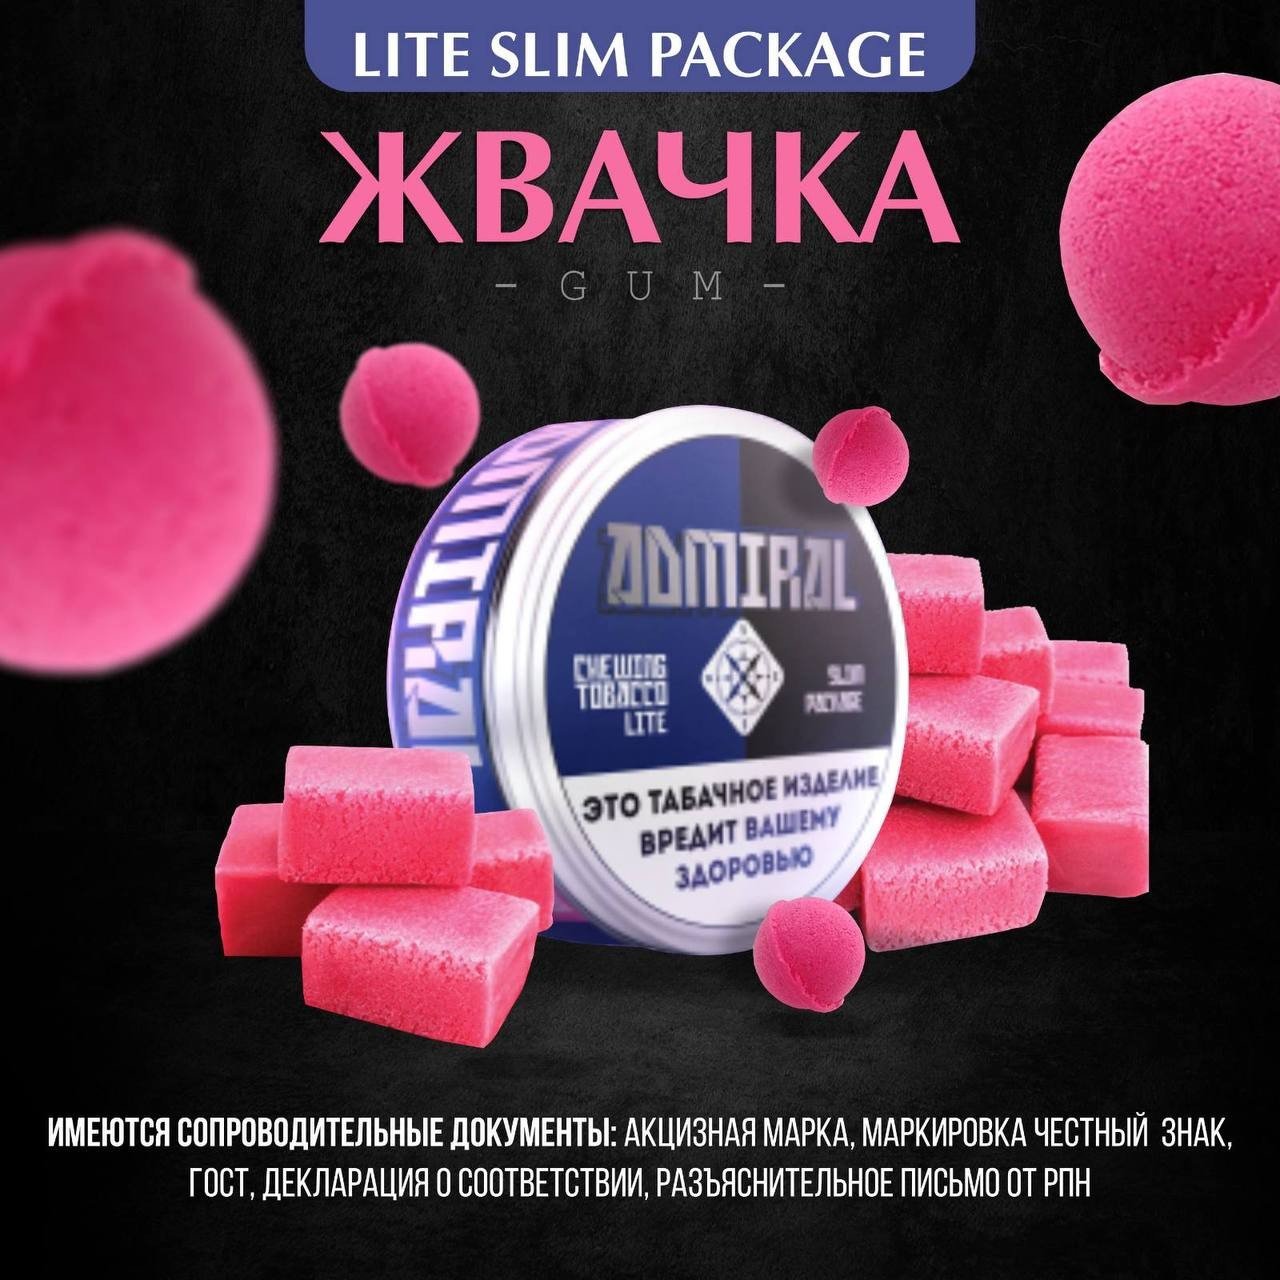 LITE SLIM PACKAGE
ЖВАЧКА
- GUM -
ADMIRAL
ADMIRAL
CHEWING
TOBACCO
LITE
SLIM
PACKAGE
ЭТО ТАБАЧНОЕ ИЗДЕЛИЕ
ВРЕДИТ ВАШЕМУ
ЗДОРОВЬЮ
ИМЕЮТСЯ СОПРОВОДИТЕЛЬНЫЕ ДОКУМЕНТЫ: АКЦИЗНАЯ МАРКА, МАРКИРОВКА ЧЕСТНЫЙ ЗНАК,
ГОСТ, ДЕКЛАРАЦИЯ О СООТВЕТСТВИИ, РАЗЪЯСНИТЕЛЬНОЕ ПИСЬМО ОТ РПН